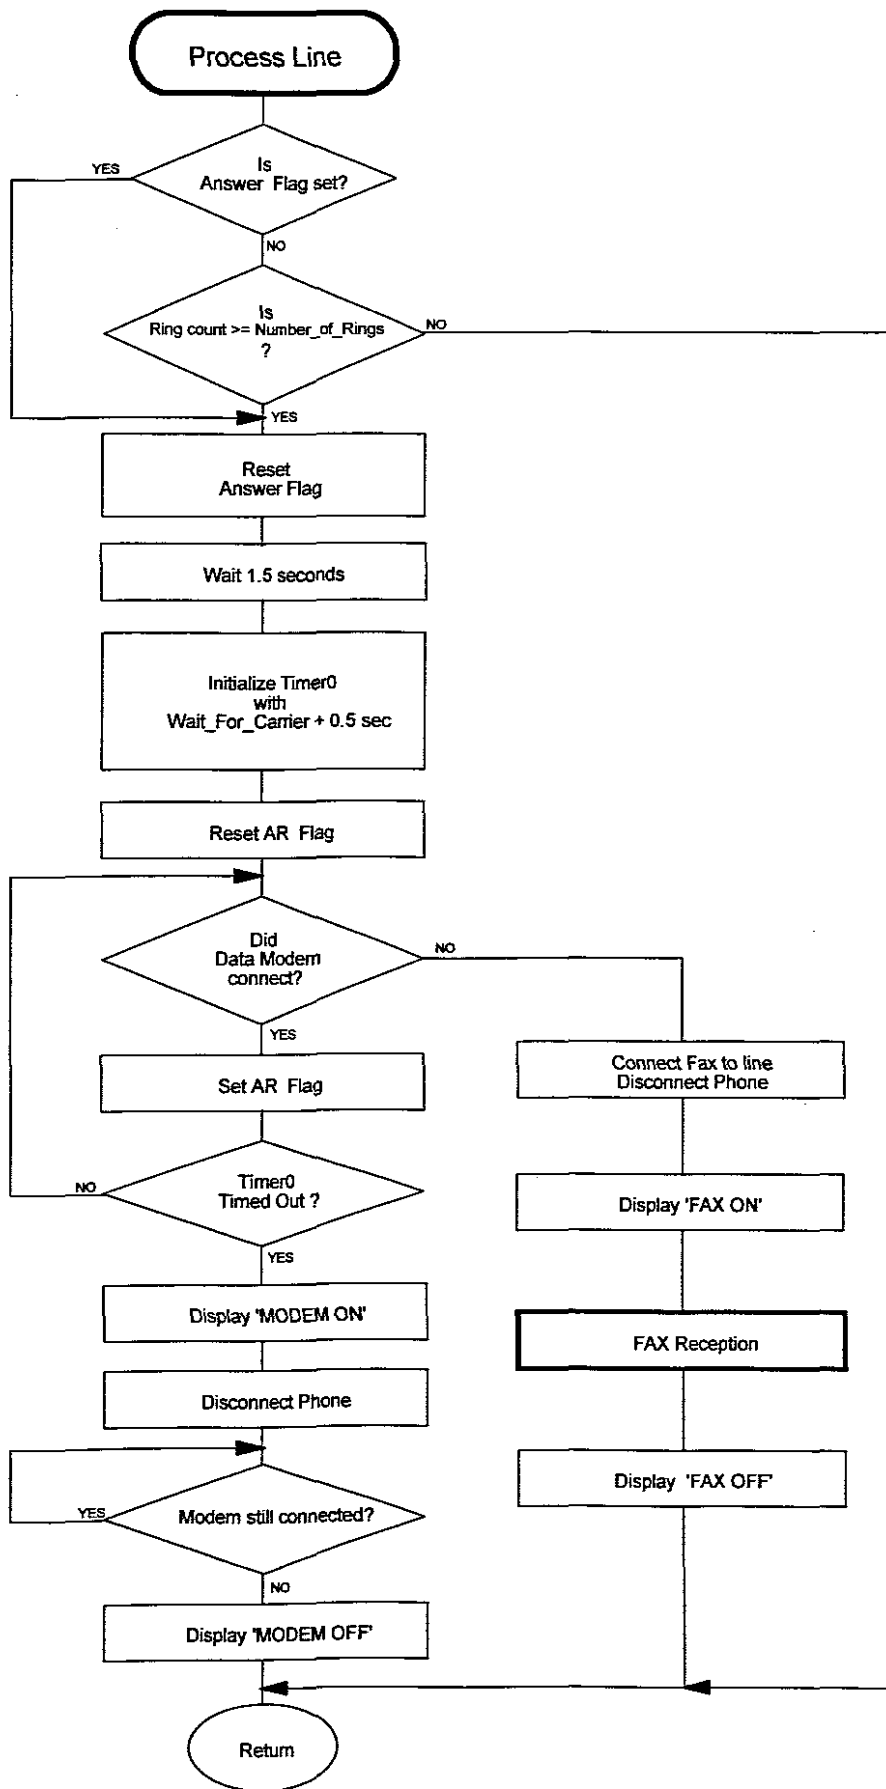 Process Line
YES
Is
Answer Flag set?
NO
Is
Ring count >= Number_of_Rings
?
NO
YES
Reset
Answer Flag
Wait 1.5 seconds
Initialize Timer0
with
Wait_For_Carrier + 0.5 sec
Reset AR Flag
Did
Data Modem
connect?
NO
YES
Set AR Flag
Connect Fax to line
Disconnect Phone
Timer0
Timed Out ?
NO
YES
Display 'FAX ON'
Display 'MODEM ON'
FAX Reception
Disconnect Phone
Modem still connected?
YES
NO
Display 'FAX OFF'
Display 'MODEM OFF'
Return